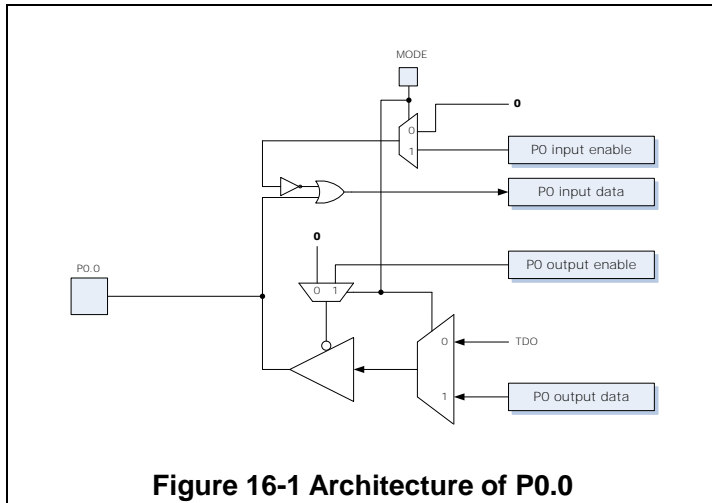 MODE
0
0
1
P0 input enable
P0 input data
0
P0 output enable
P0.0
0 1
0
TDO
1
P0 output data
Figure 16-1 Architecture of P0.0